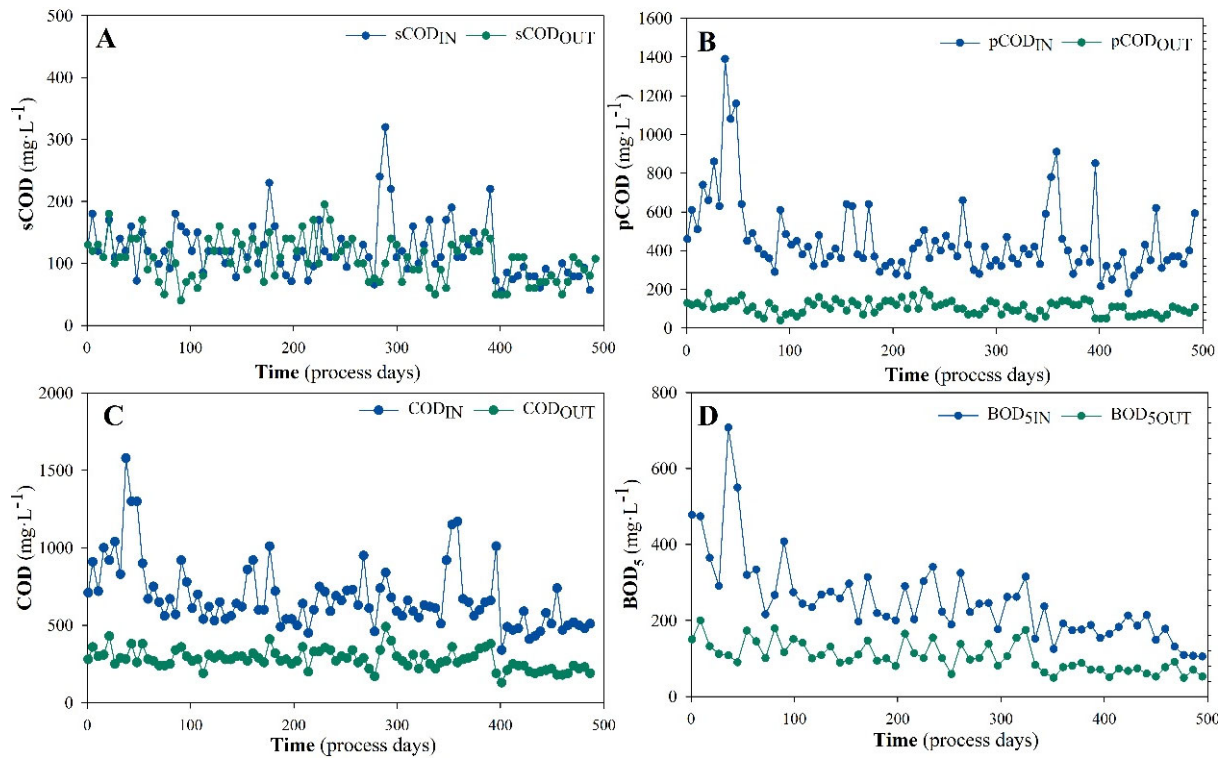 A
sCOD_IN sCOD_OUT
sCOD (mg·L⁻¹)
500
400
300
200
100
0
0 100 200 300 400 500
Time (process days)
B
pCOD_IN pCOD_OUT
pCOD (mg·L⁻¹)
1600
1400
1200
1000
800
600
400
200
0
0 100 200 300 400 500
Time (process days)
C
COD_IN COD_OUT
COD (mg·L⁻¹)
2000
1500
1000
500
0
0 100 200 300 400 500
Time (process days)
D
BOD₅IN BOD₅OUT
BOD₅ (mg·L⁻¹)
800
600
400
200
0
0 100 200 300 400 500
Time (process days)